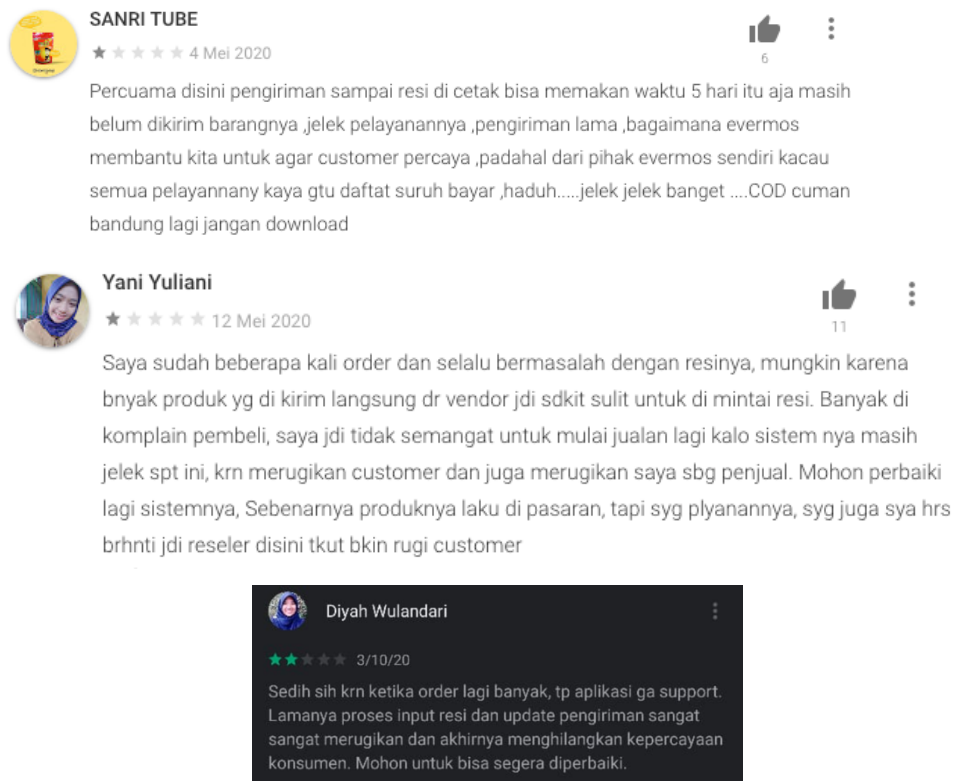 SANRI TUBE
4 Mei 2020
6
Percuama disini pengiriman sampai resi di cetak bisa memakan waktu 5 hari itu aja masih
belum dikirim barangnya ,jelek pelayanannya ,pengiriman lama ,bagaimana evermos
membantu kita untuk agar customer percaya ,padahal dari pihak evermos sendiri kacau
semua pelayannany kaya gtu daftat suruh bayar ,haduh.....jelek jelek banget ....COD cuman
bandung lagi jangan download
Yani Yuliani
12 Mei 2020
11
Saya sudah beberapa kali order dan selalu bermasalah dengan resinya, mungkin karena
bnyak produk yg di kirim langsung dr vendor jdi sdkit sulit untuk di mintai resi. Banyak di
komplain pembeli, saya jdi tidak semangat untuk mulai jualan lagi kalo sistem nya masih
jelek spt ini, krn merugikan customer dan juga merugikan saya sbg penjual. Mohon perbaiki
lagi sistemnya, Sebenarnya produknya laku di pasaran, tapi syg plyanannya, syg juga sya hrs
brhnti jdi reseler disini tkut bkin rugi customer
Diyah Wulandari
3/10/20
Sedih sih krn ketika order lagi banyak, tp aplikasi ga support.
Lamanya proses input resi dan update pengiriman sangat
sangat merugikan dan akhirnya menghilangkan kepercayaan
konsumen. Mohon untuk bisa segera diperbaiki.